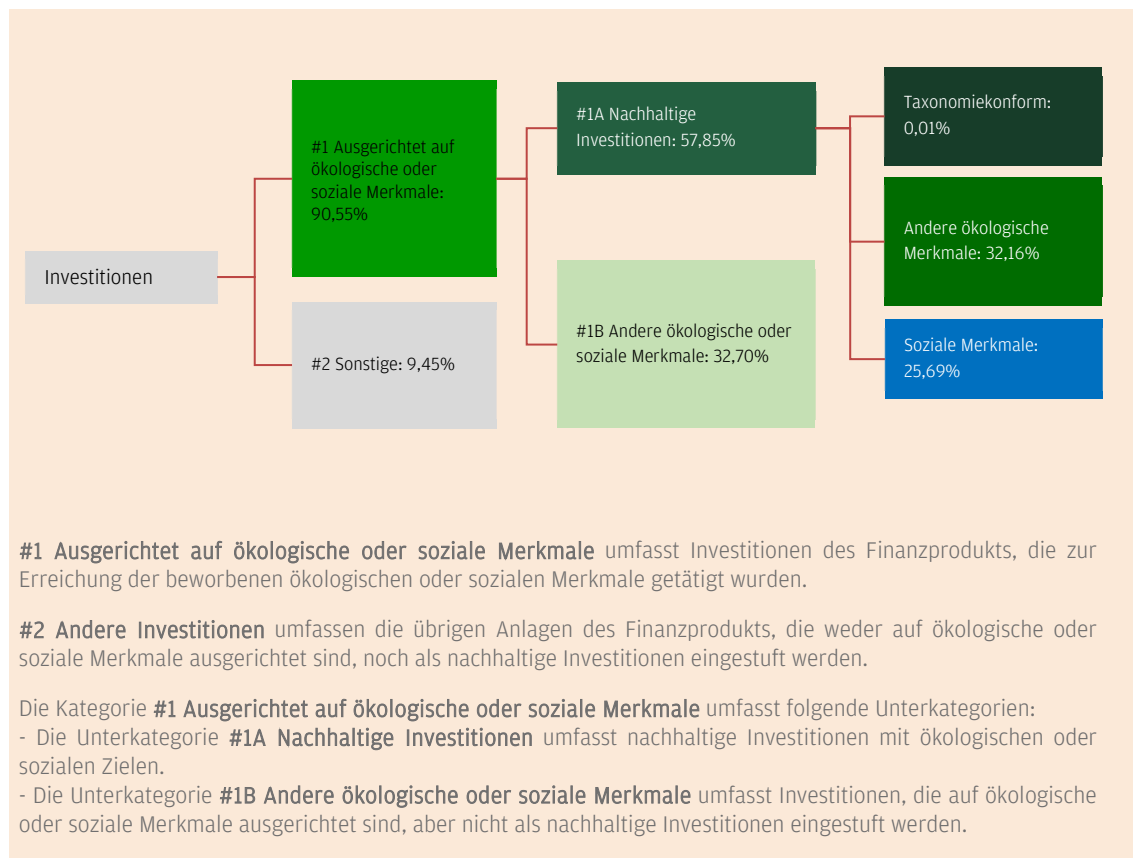 Investitionen
#1 Ausgerichtet auf
ökologische oder
soziale Merkmale:
90,55%
#2 Sonstige: 9,45%
#1A Nachhaltige
Investitionen: 57,85%
#1B Andere ökologische oder
soziale Merkmale: 32,70%
Taxonomiekonform:
0,01%
Andere ökologische
Merkmale: 32,16%
Soziale Merkmale:
25,69%
#1 Ausgerichtet auf ökologische oder soziale Merkmale umfasst Investitionen des Finanzprodukts, die zur
Erreichung der beworbenen ökologischen oder sozialen Merkmale getätigt wurden.
#2 Andere Investitionen umfassen die übrigen Anlagen des Finanzprodukts, die weder auf ökologische oder
soziale Merkmale ausgerichtet sind, noch als nachhaltige Investitionen eingestuft werden.
Die Kategorie #1 Ausgerichtet auf ökologische oder soziale Merkmale umfasst folgende Unterkategorien:
- Die Unterkategorie #1A Nachhaltige Investitionen umfasst nachhaltige Investitionen mit ökologischen oder
sozialen Zielen.
- Die Unterkategorie #1B Andere ökologische oder soziale Merkmale umfasst Investitionen, die auf ökologische
oder soziale Merkmale ausgerichtet sind, aber nicht als nachhaltige Investitionen eingestuft werden.